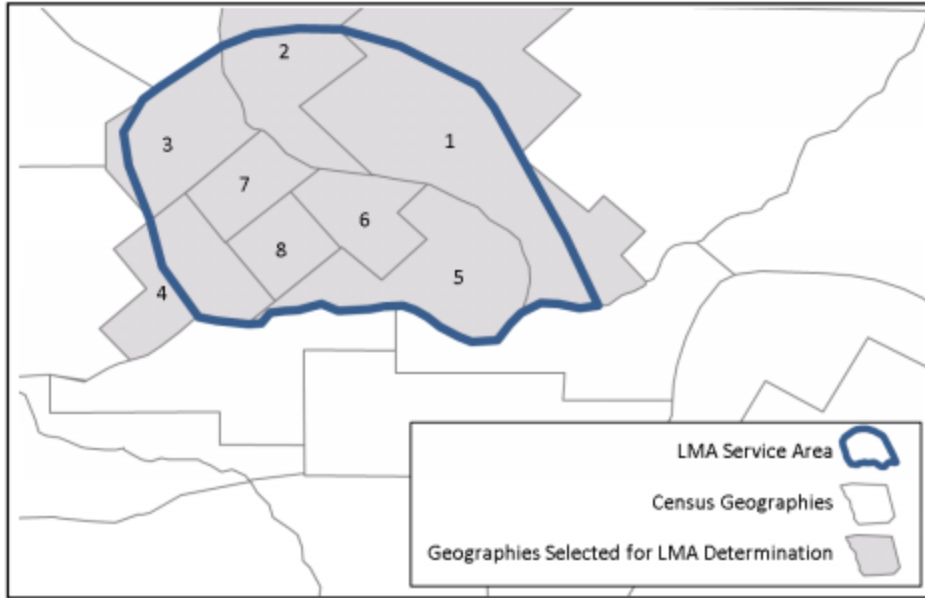 2
1
3
7
6
8
5
4
LMA Service Area
Census Geographies
Geographies Selected for LMA Determination